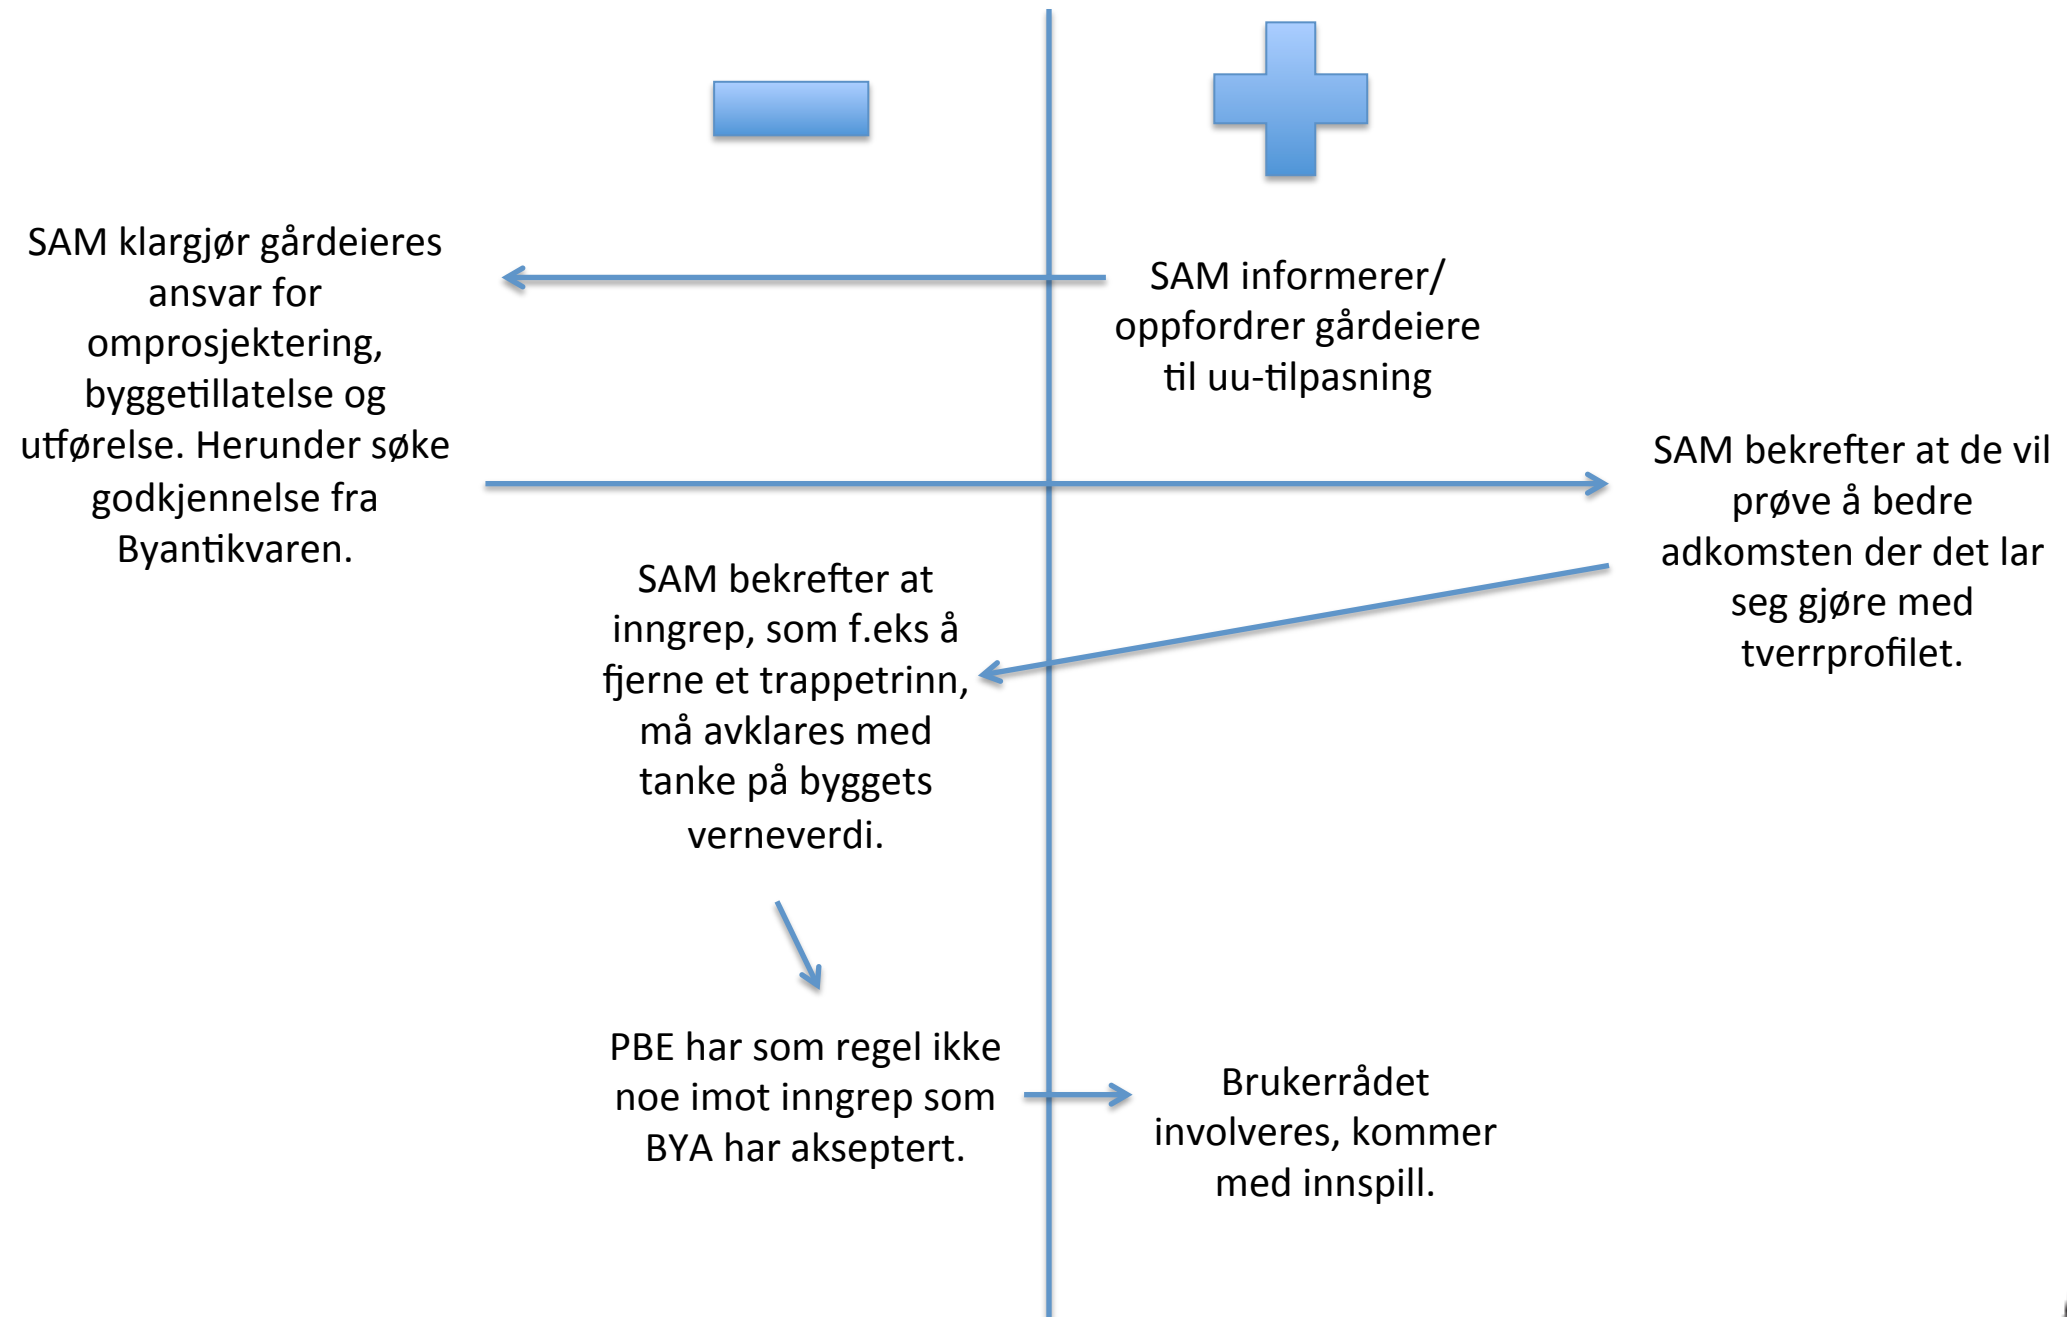 SAM klargjør gårdeieres
ansvar for
omprosjektering,
byggetillatelse og
utførelse. Herunder søke
godkjennelse fra
Byantikvaren.
SAM informerer/
oppfordrer gårdeiere
til uu-tilpasning
SAM bekrefter at de vil
prøve å bedre
adkomsten der det lar
seg gjøre med
tverrprofilet.
SAM bekrefter at
inngrep, som f.eks å
fjerne et trappetrinn,
må avklares med
tanke på byggets
verneverdi.
PBE har som regel ikke
noe imot inngrep som
BYA har akseptert.
Brukerrådet
involveres, kommer
med innspill.